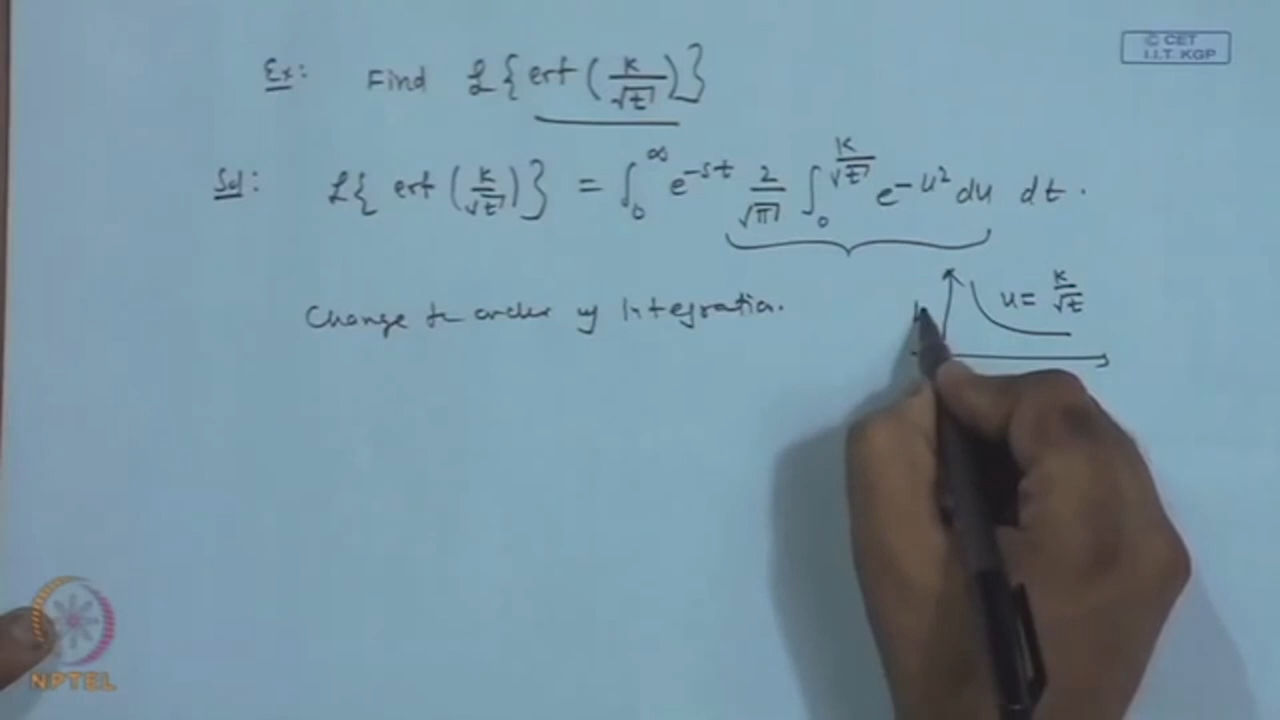 © CET
I.I.T. KGP
Ex: Find L{erf(K/√t)}
Sol: L{erf(K/√t)} = ∫₀^∞ e^{-st} 2/√π ∫₀^{K/√t} e^{-u²} du dt.
Change the order of Integration.
u = K/√t
NPTEL